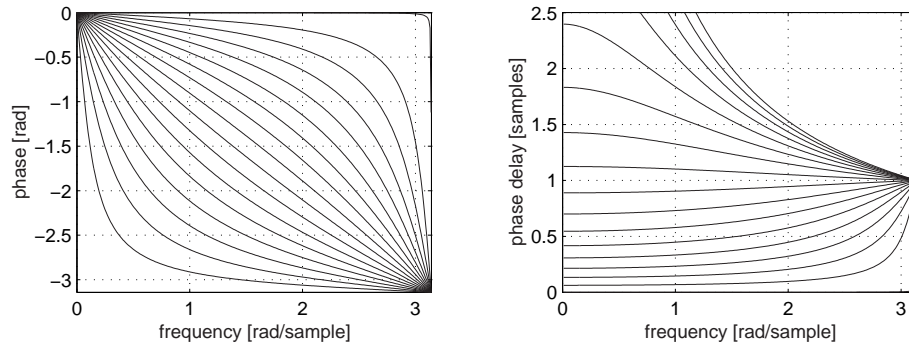 0
−0.5
−1
−1.5
−2
−2.5
−3
phase [rad]
0 1 2 3
frequency [rad/sample]
2.5
2
1.5
1
0.5
0
phase delay [samples]
0 1 2 3
frequency [rad/sample]